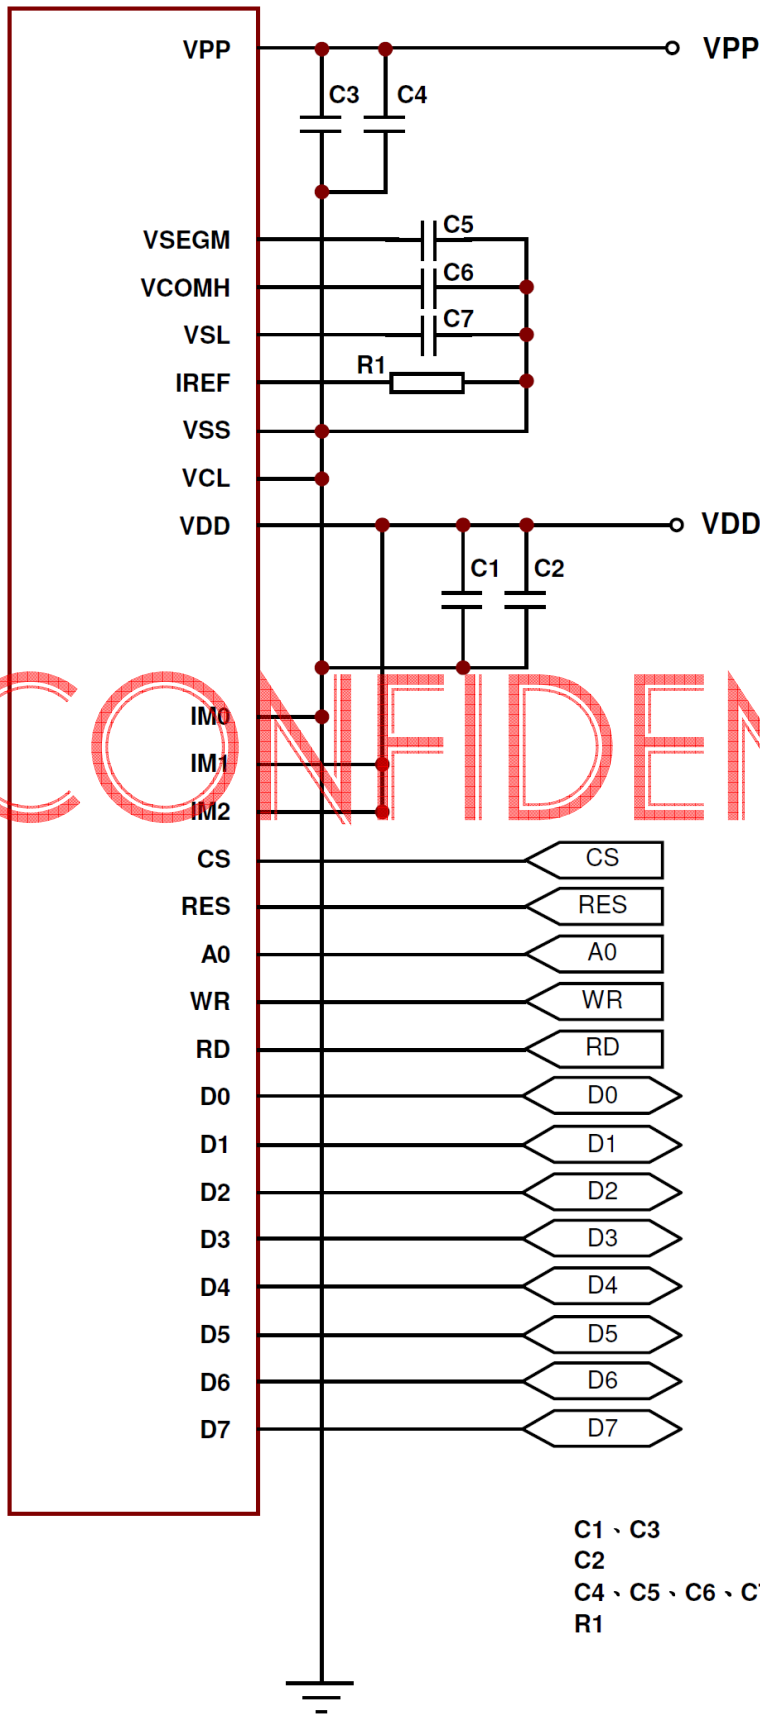 VPP VPP
C3 C4
VSEGM C5
VCOMH C6
VSL C7
IREF R1
VSS
VCL
VDD VDD
C1 C2
CONFIDEN
IM0
IM1
IM2
CS CS
RES RES
A0 A0
WR WR
RD RD
D0 D0
D1 D1
D2 D2
D3 D3
D4 D4
D5 D5
D6 D6
D7 D7
C1、C3
C2
C4、C5、C6、C7
R1